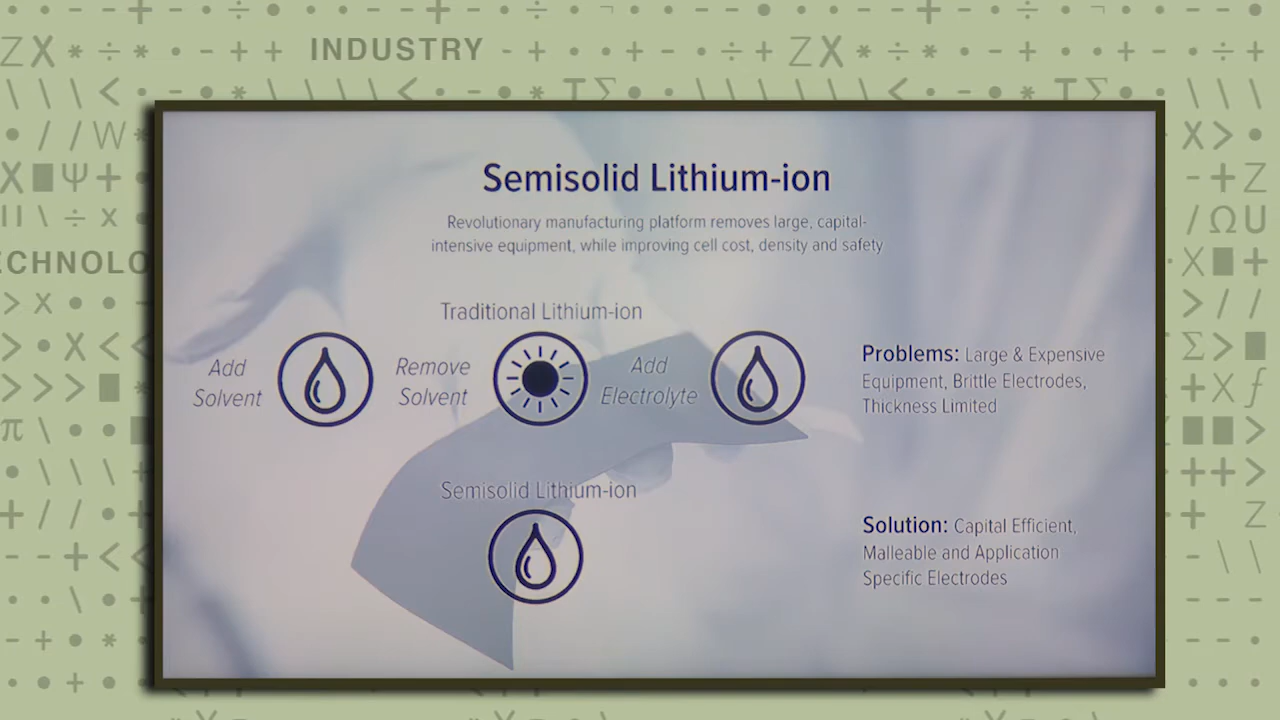 INDUSTRY
Semisolid Lithium-ion
Revolutionary manufacturing platform removes large, capital-
intensive equipment, while improving cell cost, density and safety
Traditional Lithium-ion
Add
Solvent
Remove
Solvent
Add
Electrolyte
Problems: Large & Expensive
Equipment, Brittle Electrodes,
Thickness Limited
Semisolid Lithium-ion
Solution: Capital Efficient,
Malleable and Application
Specific Electrodes